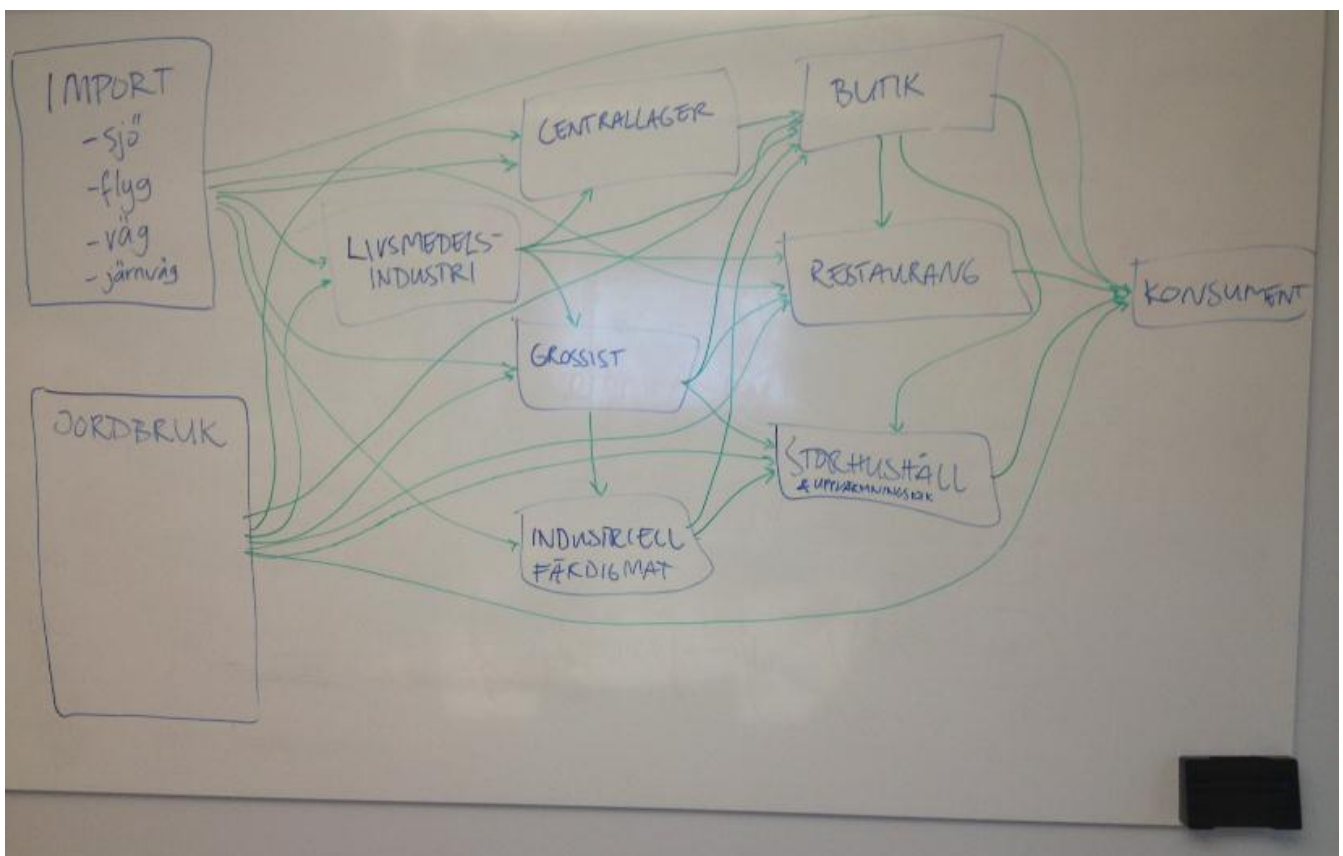 IMPORT
-sjö
-flyg
-väg
-järnväg
JORDBRUK
CENTRALLAGER
LIVSMEDELS-
INDUSTRI
GROSSIST
INDUSTRIELL
FÄRDIGMAT
BUTIK
RESTAURANG
STORHUSHÅLL
& UPPVÄRMNINGSKÖK
KONSUMENT